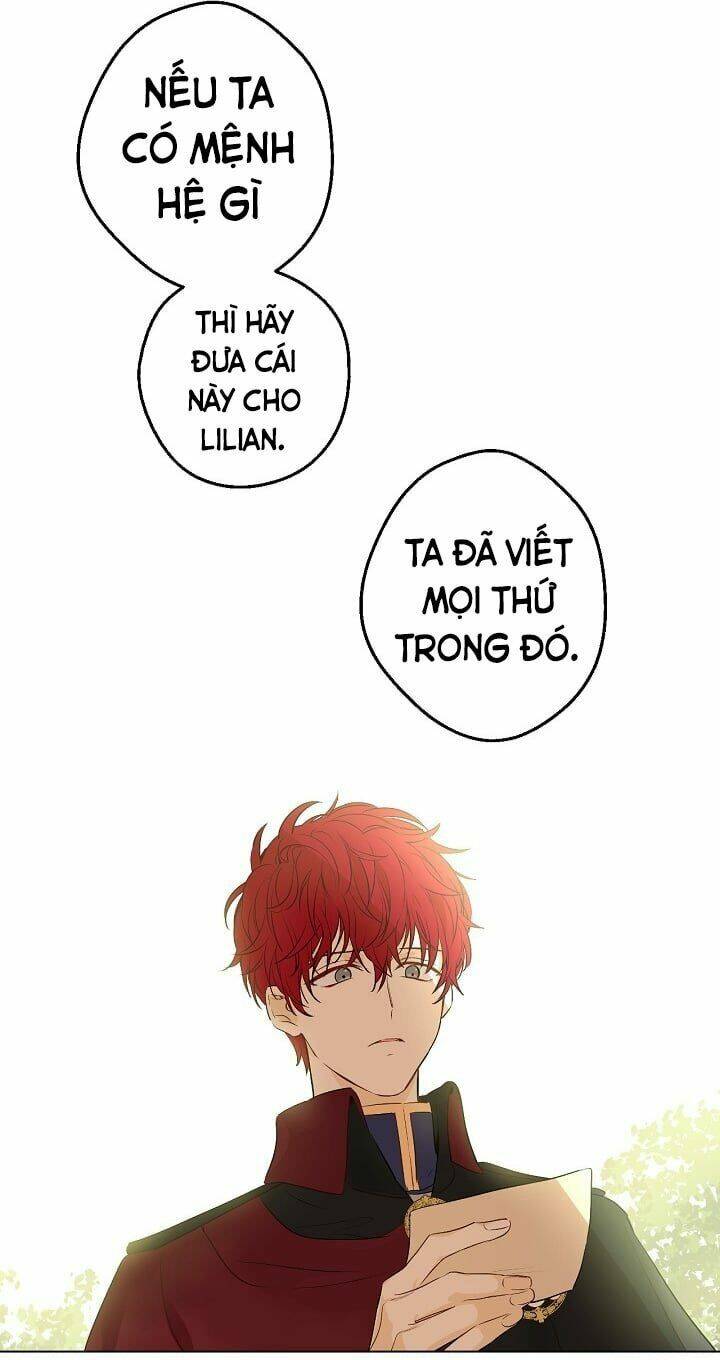 NẾU TA
CÓ MỆNH
HỆ GÌ
THÌ HÃY
ĐƯA CÁI
NÀY CHO
LILIAN.
TA ĐÃ VIẾT
MỌI THỨ
TRONG ĐÓ.